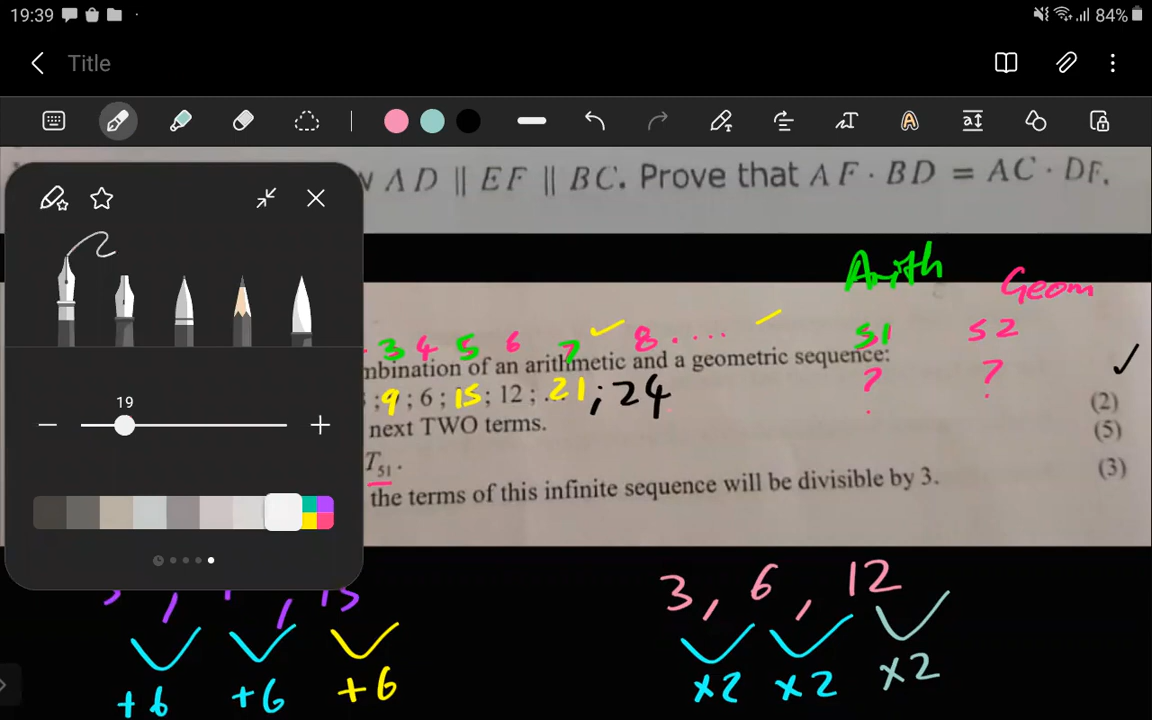 19:39 84%
Title
AD ∥ EF ∥ BC. Prove that AF · BD = AC · DF.
19
Arith Geom
3 4 5 6 7 8 ....
S1 S2
mbination of an arithmetic and a geometric sequence:
? ?
;9 ; 6 ; 15 ; 12 ; 21 ; 24
(2)
next TWO terms.
(5)
T51.
(3)
the terms of this infinite sequence will be divisible by 3.
3, 6, 12
+6 +6 +6
×2 ×2 ×2